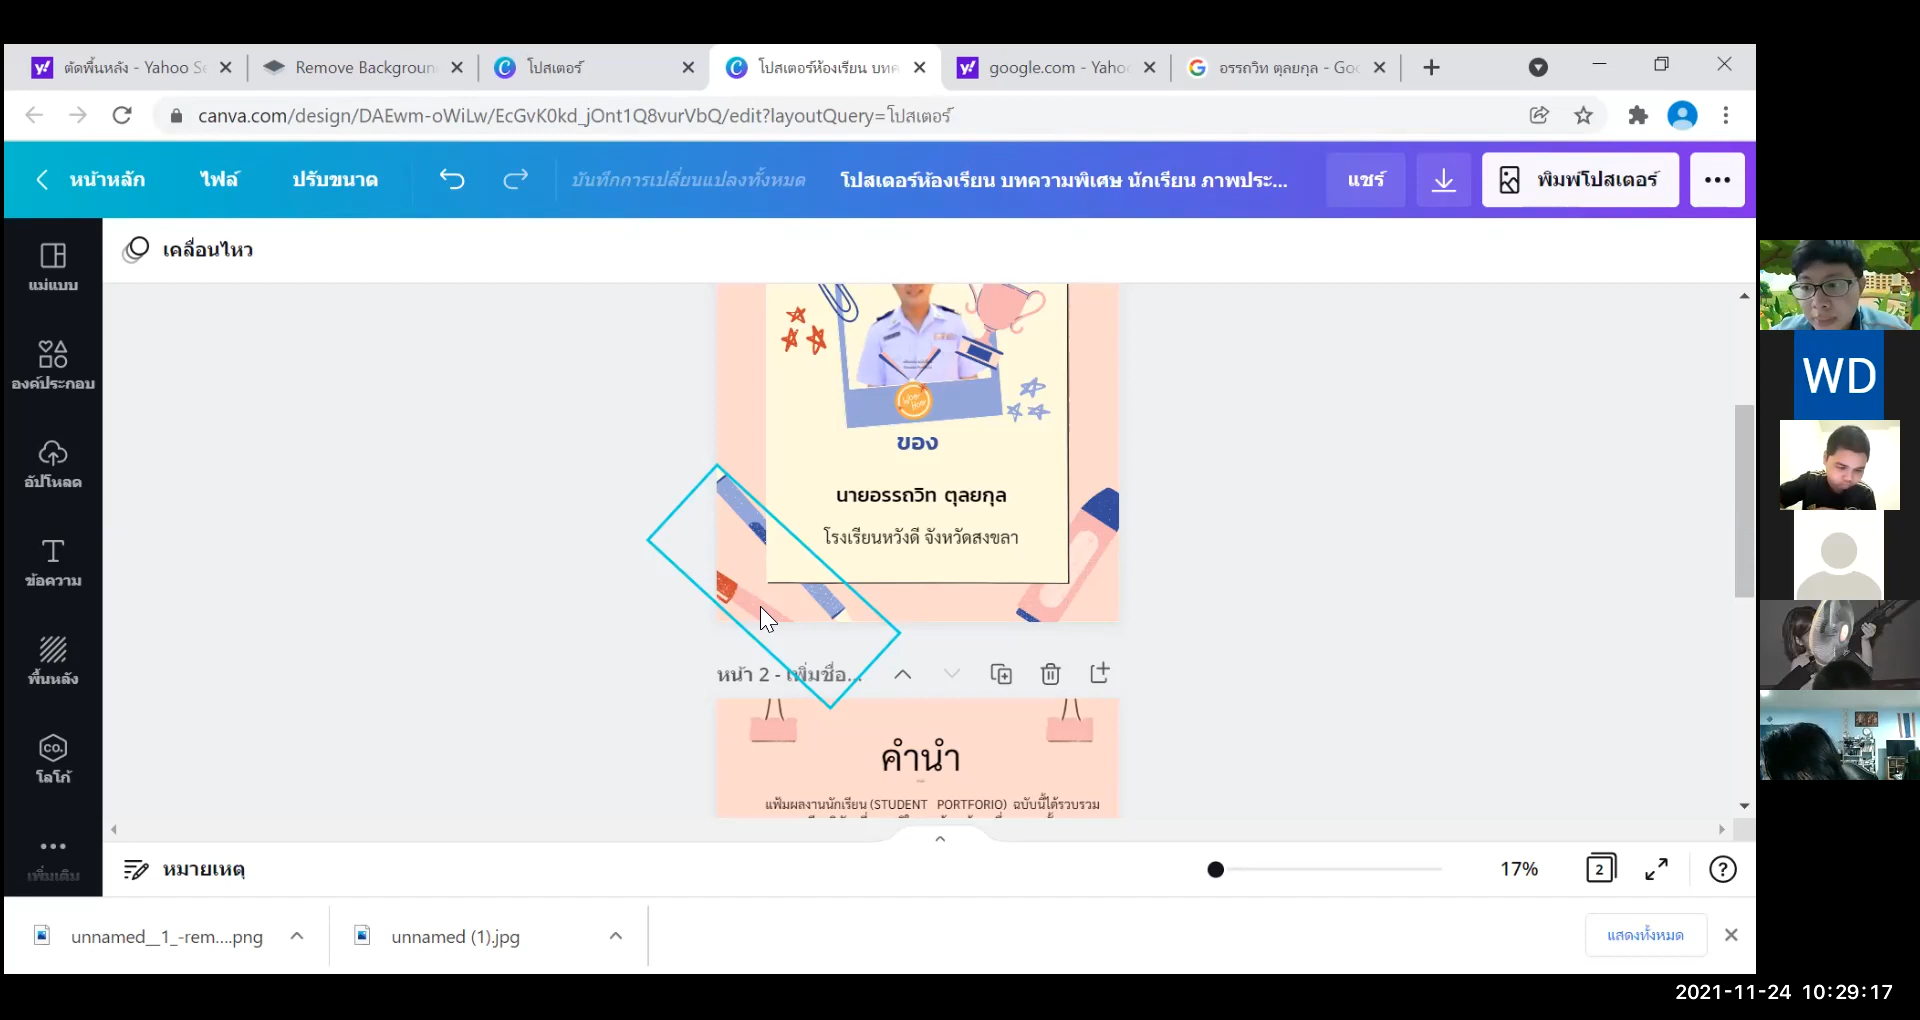 ตัดพื้นหลัง - Yahoo Se
Remove Backgroun
โปสเตอร์
โปสเตอร์ห้องเรียน บทค
google.com - Yaho
อรรถวิท ตุลยกุล - Goo
canva.com/design/DAEwm-oWiLw/EcGvK0kd_jOnt1Q8vurVbQ/edit?layoutQuery=โปสเตอร์
หน้าหลัก
ไฟล์
ปรับขนาด
บันทึกการเปลี่ยนแปลงทั้งหมด
โปสเตอร์ห้องเรียน บทความพิเศษ นักเรียน ภาพประ...
แชร์
พิมพ์โปสเตอร์
เคลื่อนไหว
แม่แบบ
องค์ประกอบ
อัปโหลด
ข้อความ
พื้นหลัง
CO.
โลโก้
เพิ่มเติม
ของ
นายอรรถวิท ตุลยกุล
โรงเรียนหวังดี จังหวัดสงขลา
หน้า 2 - เพิ่มชื่อ...
คำนำ
แฟ้มผลงานนักเรียน (STUDENT PORTFORIO) ฉบับนี้ได้รวบรวม
WD
หมายเหตุ
17%
2
?
unnamed__1_-rem....png
unnamed (1).jpg
แสดงทั้งหมด
2021-11-24 10:29:17